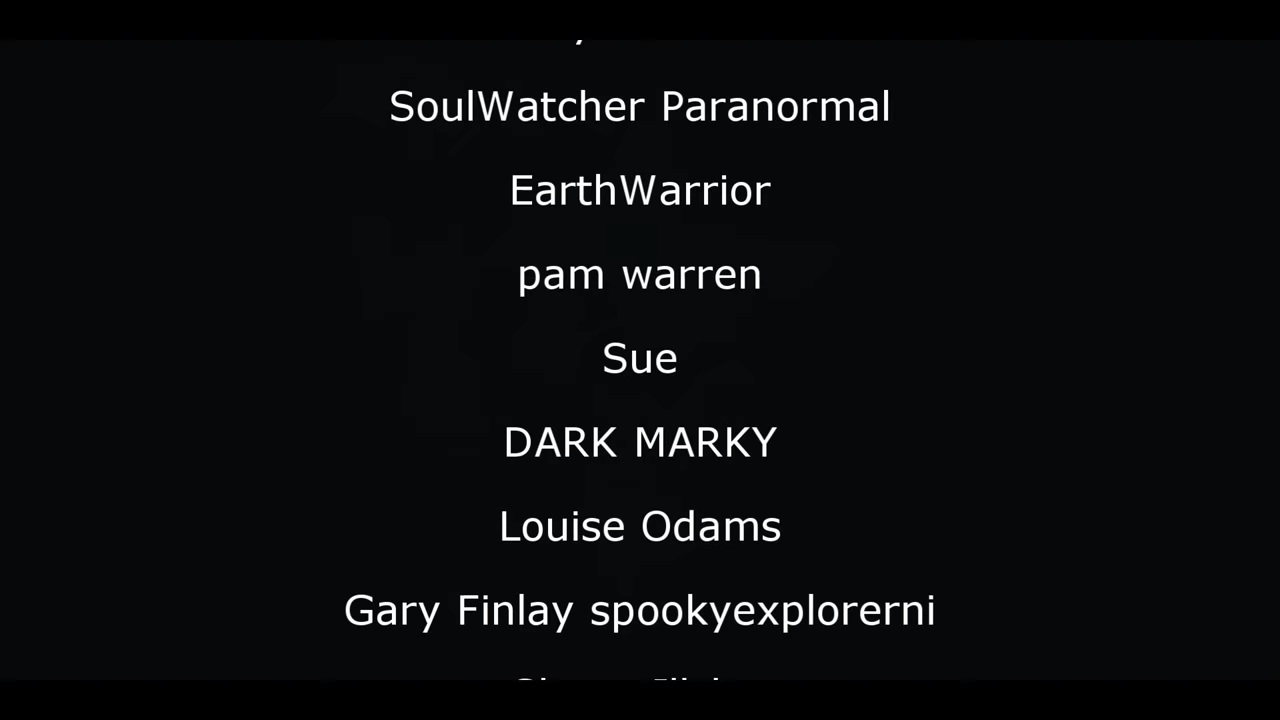 SoulWatcher Paranormal
EarthWarrior
pam warren
Sue
DARK MARKY
Louise Odams
Gary Finlay spookyexplorerni